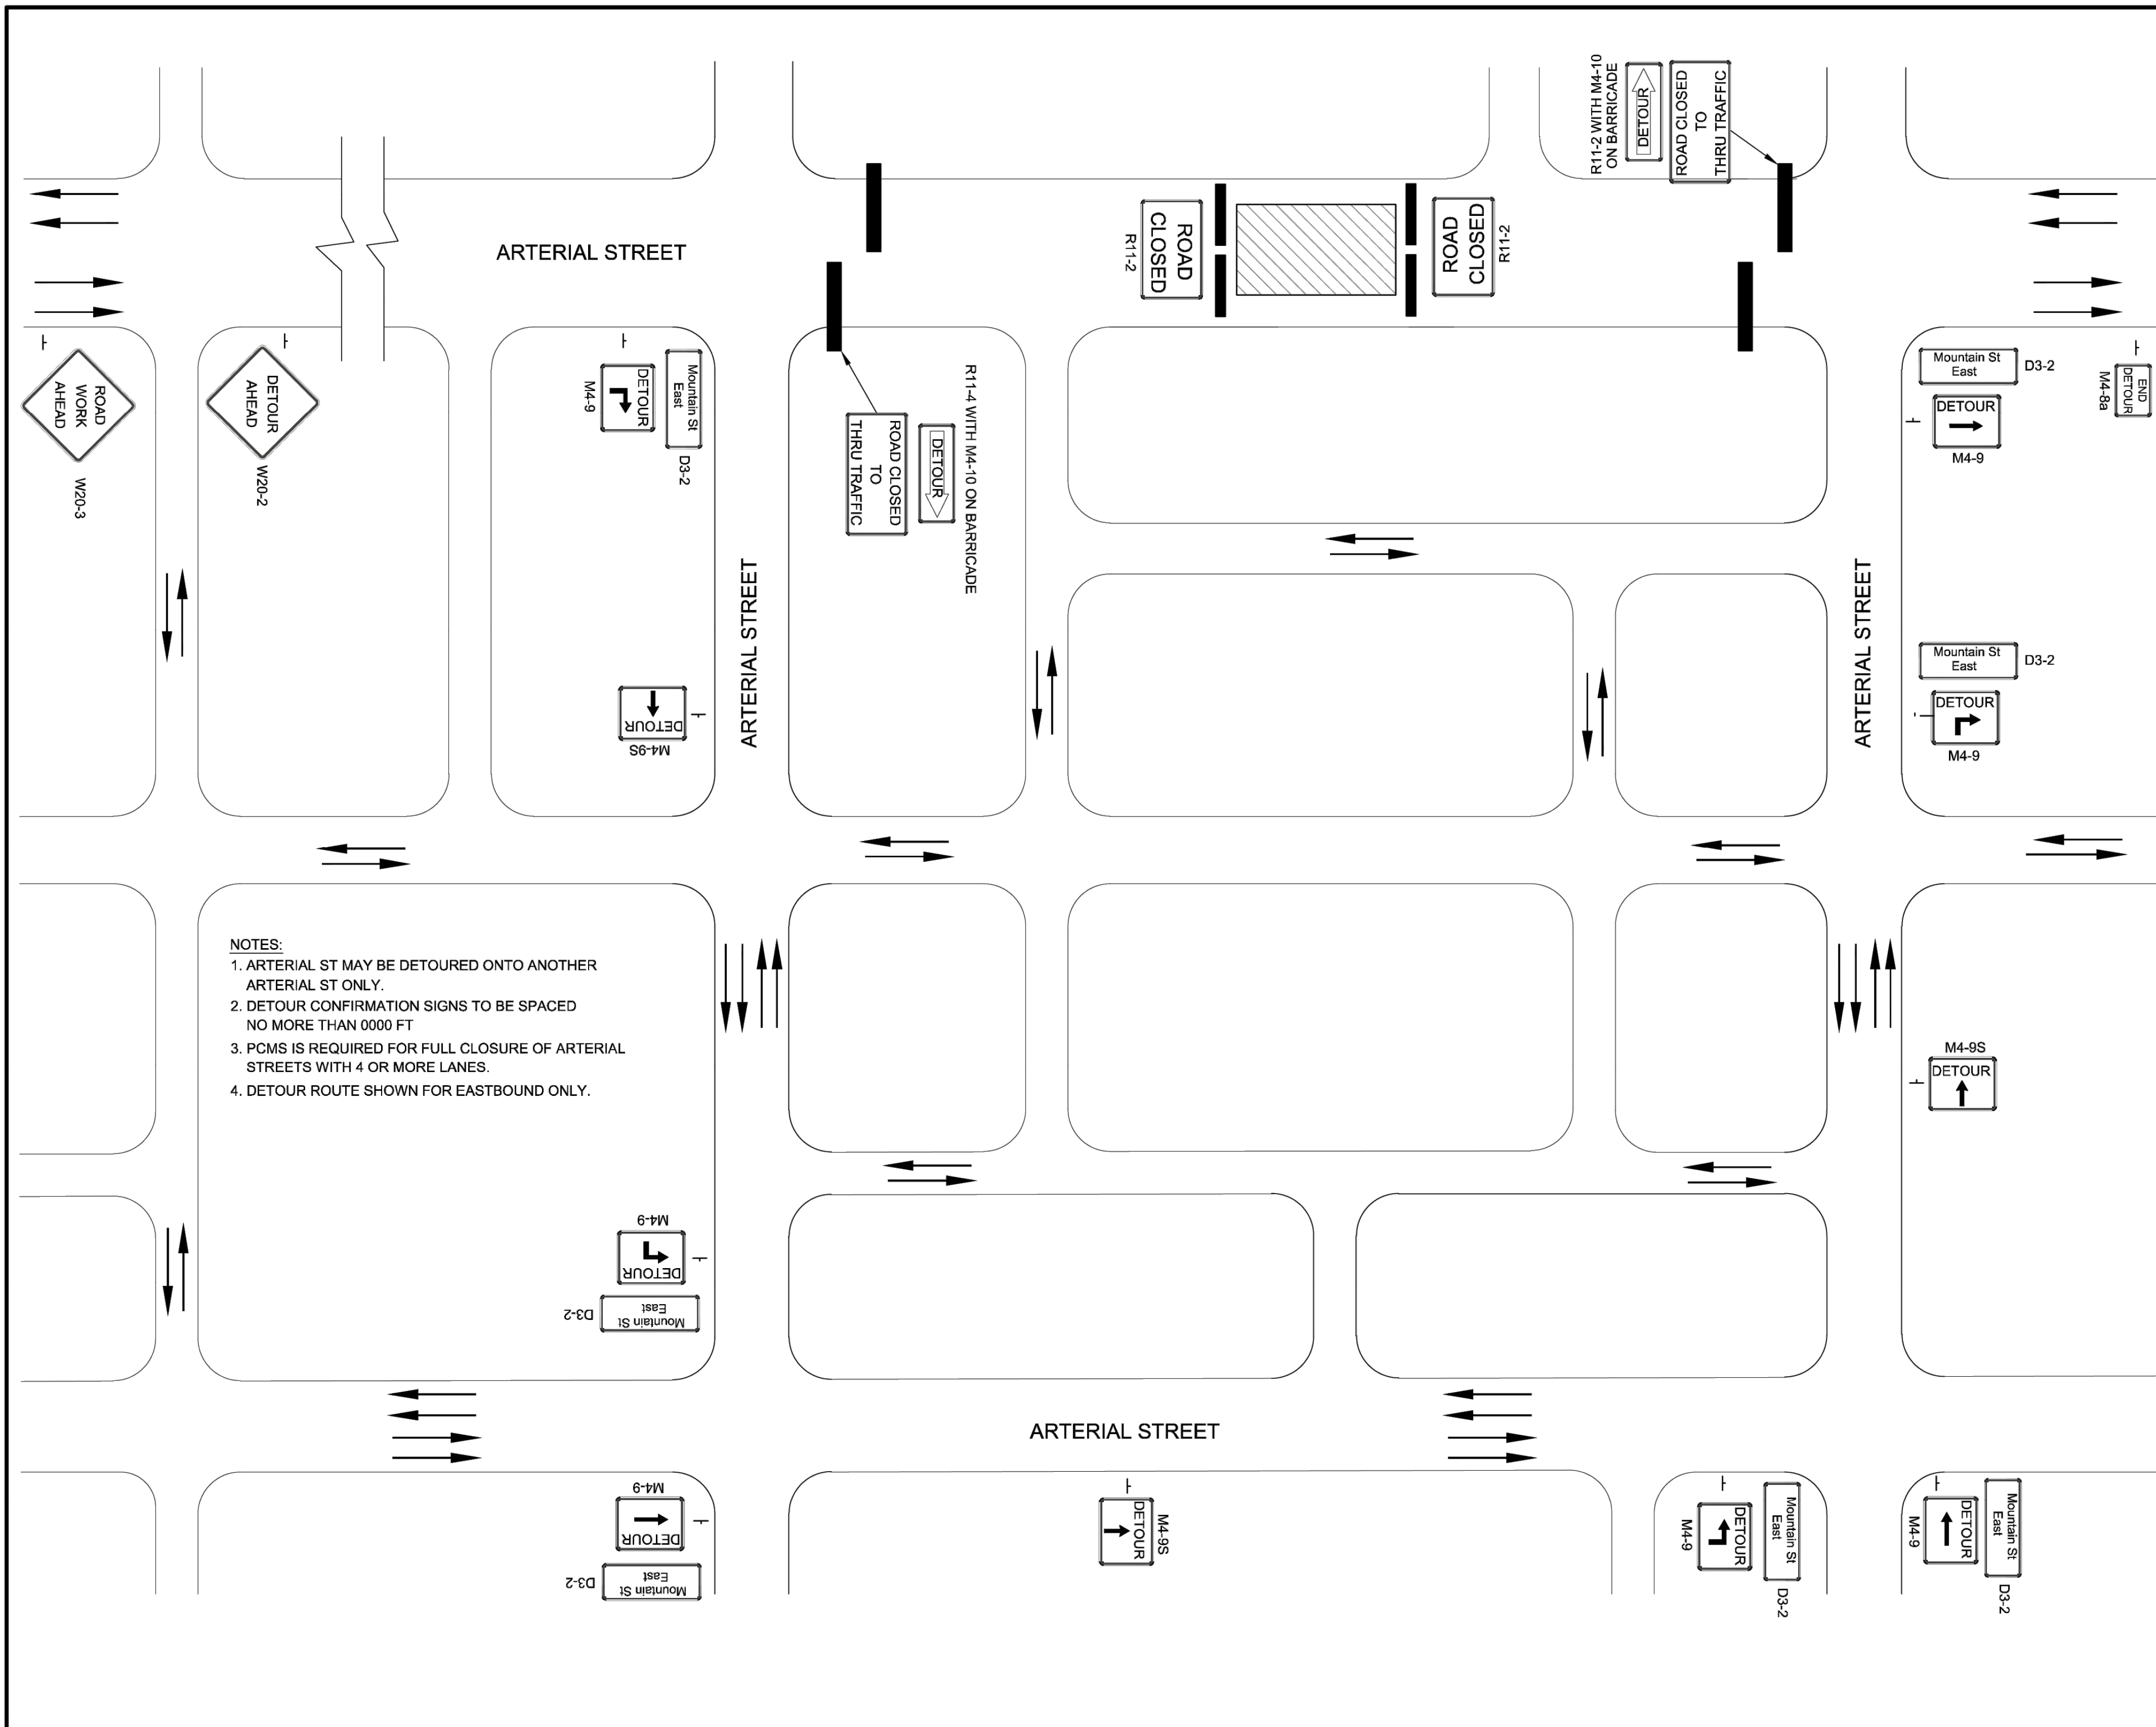 R11-2 WITH M4-10
ON BARRICADE
DETOUR
ROAD CLOSED
TO
THRU TRAFFIC
ARTERIAL STREET
ROAD
CLOSED
R11-2
ROAD
CLOSED
R11-2
ROAD
WORK
AHEAD
W20-3
DETOUR
AHEAD
W20-2
Mountain St
East
D3-2
DETOUR
M4-9
R11-4 WITH M4-10 ON BARRICADE
DETOUR
ROAD CLOSED
TO
THRU TRAFFIC
Mountain St
East
D3-2
DETOUR
M4-9
END
DETOUR
M4-8a
ARTERIAL STREET
ARTERIAL STREET
DETOUR
M4-9S
Mountain St
East
D3-2
DETOUR
M4-9
NOTES:
1. ARTERIAL ST MAY BE DETOURED ONTO ANOTHER
ARTERIAL ST ONLY.
2. DETOUR CONFIRMATION SIGNS TO BE SPACED
NO MORE THAN 0000 FT
3. PCMS IS REQUIRED FOR FULL CLOSURE OF ARTERIAL
STREETS WITH 4 OR MORE LANES.
4. DETOUR ROUTE SHOWN FOR EASTBOUND ONLY.
M4-9S
DETOUR
M4-9
DETOUR
Mountain St
East
D3-2
ARTERIAL STREET
M4-9
DETOUR
Mountain St
East
D3-2
M4-9S
DETOUR
Mountain St
East
D3-2
DETOUR
M4-9
Mountain St
East
D3-2
DETOUR
M4-9